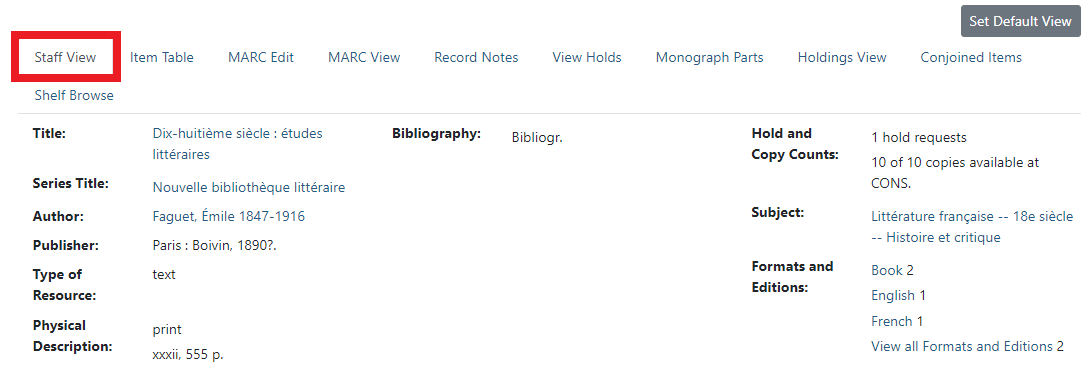 Set Default View
Staff View Item Table MARC Edit MARC View Record Notes View Holds Monograph Parts Holdings View Conjoined Items
Shelf Browse
Title: Dix-huitième siècle : études
littéraires
Series Title: Nouvelle bibliothèque littéraire
Author: Faguet, Émile 1847-1916
Publisher: Paris : Boivin, 1890?.
Type of
Resource: text
Physical
Description: print
xxxii, 555 p.
Bibliography: Bibliogr.
Hold and
Copy Counts: 1 hold requests
10 of 10 copies available at
CONS.
Subject: Littérature française -- 18e siècle
-- Histoire et critique
Formats and
Editions: Book 2
English 1
French 1
View all Formats and Editions 2